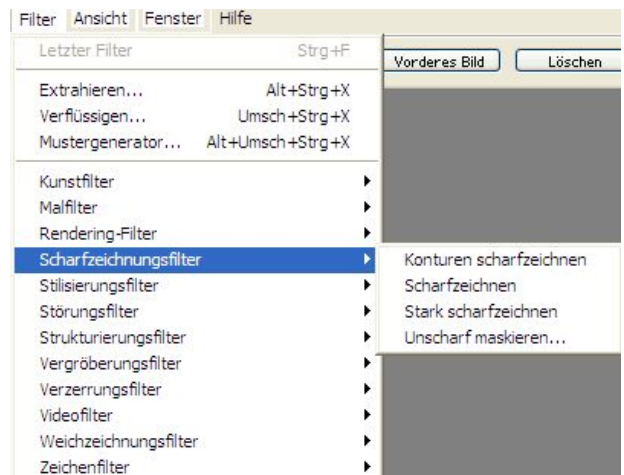 Filter Ansicht Fenster Hilfe
Letzter Filter Strg+F
Vorderes Bild Löschen
Extrahieren... Alt+Strg+X
Verflüssigen... Umsch+Strg+X
Mustergenerator... Alt+Umsch+Strg+X
Kunstfilter
Malfilter
Rendering-Filter
Scharfzeichnungsfilter
Stilisierungsfilter
Störungsfilter
Strukturierungsfilter
Vergröberungsfilter
Verzerrungsfilter
Videofilter
Weichzeichnungsfilter
Zeichenfilter
Konturen scharfzeichnen
Scharfzeichnen
Stark scharfzeichnen
Unscharf maskieren...